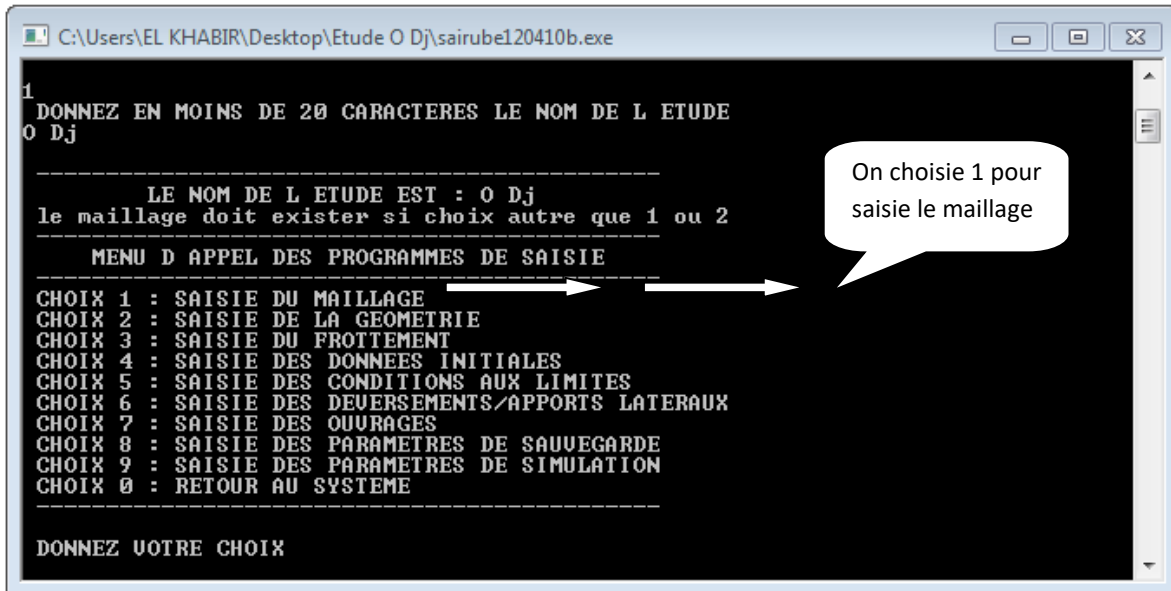 C:\Users\EL KHABIR\Desktop\Etude O Dj\sairube120410b.exe
1
DONNEZ EN MOINS DE 20 CARACTERES LE NOM DE L ETUDE
O Dj
LE NOM DE L ETUDE EST : O Dj
le maillage doit exister si choix autre que 1 ou 2
MENU D APPEL DES PROGRAMMES DE SAISIE
CHOIX 1 : SAISIE DU MAILLAGE
CHOIX 2 : SAISIE DE LA GEOMETRIE
CHOIX 3 : SAISIE DU FROTTEMENT
CHOIX 4 : SAISIE DES DONNEES INITIALES
CHOIX 5 : SAISIE DES CONDITIONS AUX LIMITES
CHOIX 6 : SAISIE DES DEVERSEMENTS/APPORTS LATERAUX
CHOIX 7 : SAISIE DES OUVRAGES
CHOIX 8 : SAISIE DES PARAMETRES DE SAUVEGARDE
CHOIX 9 : SAISIE DES PARAMETRES DE SIMULATION
CHOIX 0 : RETOUR AU SYSTEME
DONNEZ VOTRE CHOIX
On choisie 1 pour
saisie le maillage